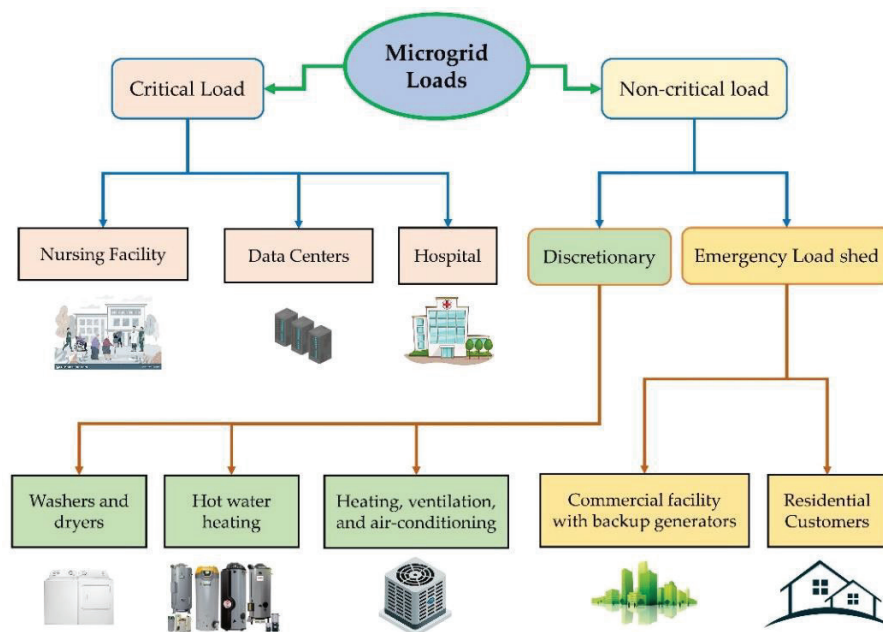 Microgrid
Loads
Critical Load
Non-critical load
Nursing Facility
Data Centers
Hospital
Discretionary
Emergency Load shed
Washers and
dryers
Hot water
heating
Heating, ventilation,
and air-conditioning
Commercial facility
with backup generators
Residential
Customers